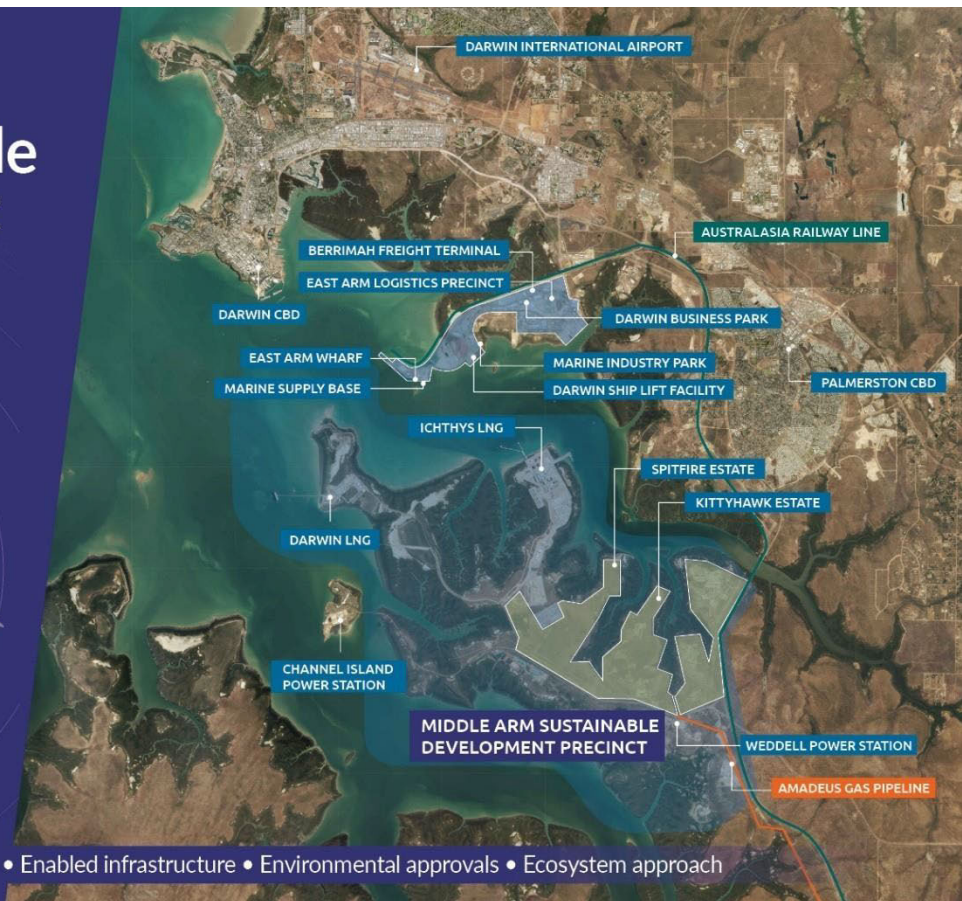 le
DARWIN INTERNATIONAL AIRPORT
AUSTRALASIA RAILWAY LINE
BERRIMAH FREIGHT TERMINAL
EAST ARM LOGISTICS PRECINCT
DARWIN CBD
DARWIN BUSINESS PARK
EAST ARM WHARF
MARINE INDUSTRY PARK
MARINE SUPPLY BASE
DARWIN SHIP LIFT FACILITY
PALMERSTON CBD
ICHTHYS LNG
SPITFIRE ESTATE
KITTYHAWK ESTATE
DARWIN LNG
CHANNEL ISLAND
POWER STATION
MIDDLE ARM SUSTAINABLE
DEVELOPMENT PRECINCT
WEDDELL POWER STATION
AMADEUS GAS PIPELINE
• Enabled infrastructure • Environmental approvals • Ecosystem approach